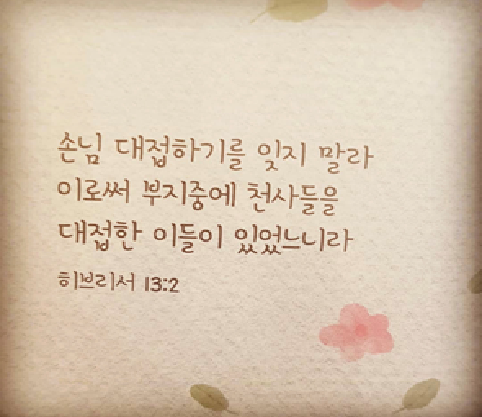 손님 대접하기를 잊지 말라
이로써 부지중에 천사들을
대접한 이들이 있었느니라
히브리서 13:2